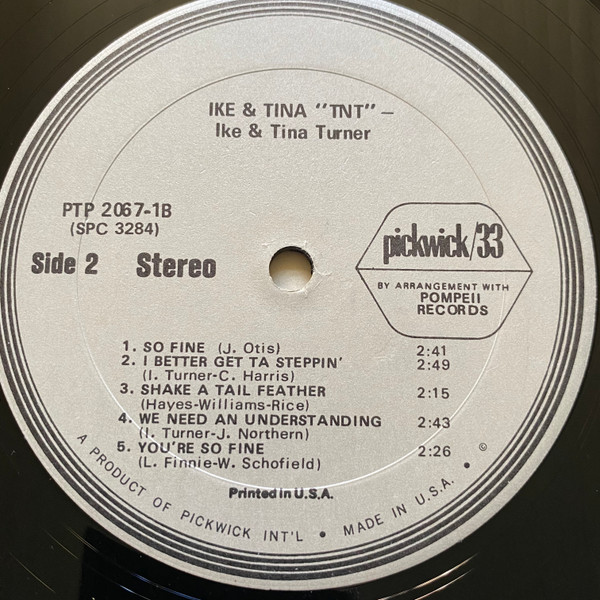 IKE & TINA "TNT" —
Ike & Tina Turner
PTP 2067-1B
(SPC 3284)
Side 2 Stereo
pickwick/33
BY ARRANGEMENT WITH
POMPEII
RECORDS
1. SO FINE (J. Otis) 2:41
2. I BETTER GET TA STEPPIN' 2:49
(I. Turner-C. Harris)
3. SHAKE A TAIL FEATHER 2:15
(Hayes-Williams-Rice)
4. WE NEED AN UNDERSTANDING 2:43
(I. Turner-J. Northern)
5. YOU'RE SO FINE 2:26
(L. Finnie-W. Schofield)
Printed in U.S.A.
A PRODUCT OF PICKWICK INT'L • MADE IN U.S.A. • ©